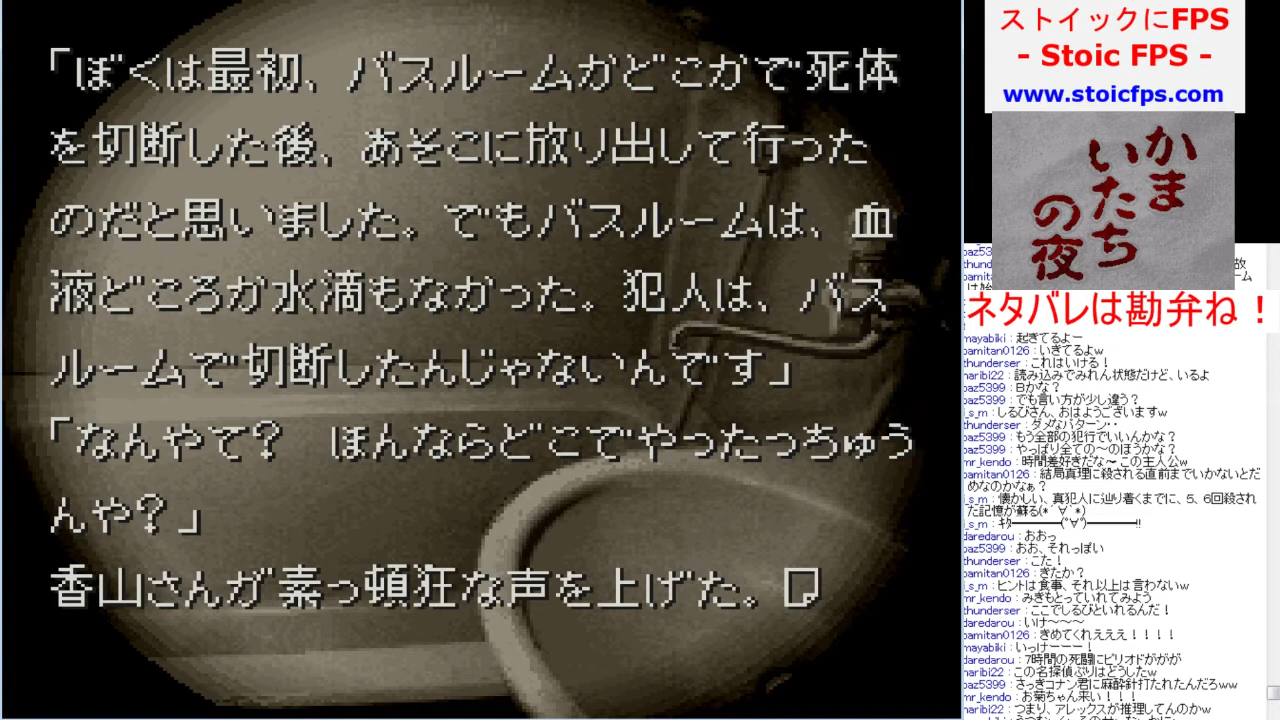 「ぼくは最初、バスルームかどこかで死体
を切断した後、あそこに放り出して行った
のだと思いました。でもバスルームは、血
液どころか水滴もなかった。犯人は、バス
ルームで切断したんじゃないんです」
「なんやて？　ほんならどこでやったっちゅう
んや？」
香山さんが素っ頓狂な声を上げた。
ストイックにFPS
- Stoic FPS -
www.stoicfps.com
かま
いたち
の夜
ネタバレは勘弁ね！
mayabiki : 起きてるよー
pamitan0126 : いきてるよw
thunderser : これはいける！
haribi22 : 読み込みでみれん状態だけど、いるよ
paz5399 : Bかな？
paz5399 : でも言い方が少し違う？
i_s_m : しるびさん、おはようございますw
thunderser : ダメなパターン・・
paz5399 : もう全部の犯行でいいんかな？
paz5399 : やっぱり全ての～のほうかな？
mr_kendo : 時間差好きだな～ この主人公w
pamitan0126 : 結局真理に殺される直前までいかないとだ
めなのかなぁ？
i_s_m : 懐かしい、真犯人に辿り着くまでに、5、6回殺され
た記憶が蘇る(*´∀`*)
i_s_m : ｷﾀ━━━━(ﾟ∀ﾟ)━━━━!!
daredarou : おおっ
paz5399 : おお、それっぽい
thunderser : こた！
pamitan0126 : きたか？
i_s_m : ヒントは食事、それ以上は言わないw
mr_kendo : みきもとっていれてみよう
thunderser : ここでしるびといれるんだ！
daredarou : いけ～～～
pamitan0126 : きめてくれえええ！！！！
mayabiki : いっけーーー！
daredarou : 7時間の死闘にピリオドががが
haribi22 : この名探偵ぶりはどうしたw
paz5399 : さっきコナン君に麻酔針打たれたんだろww
mr_kendo : お菊ちゃん来い！！！
haribi22 : つまり、アレックスが推理してんのかw